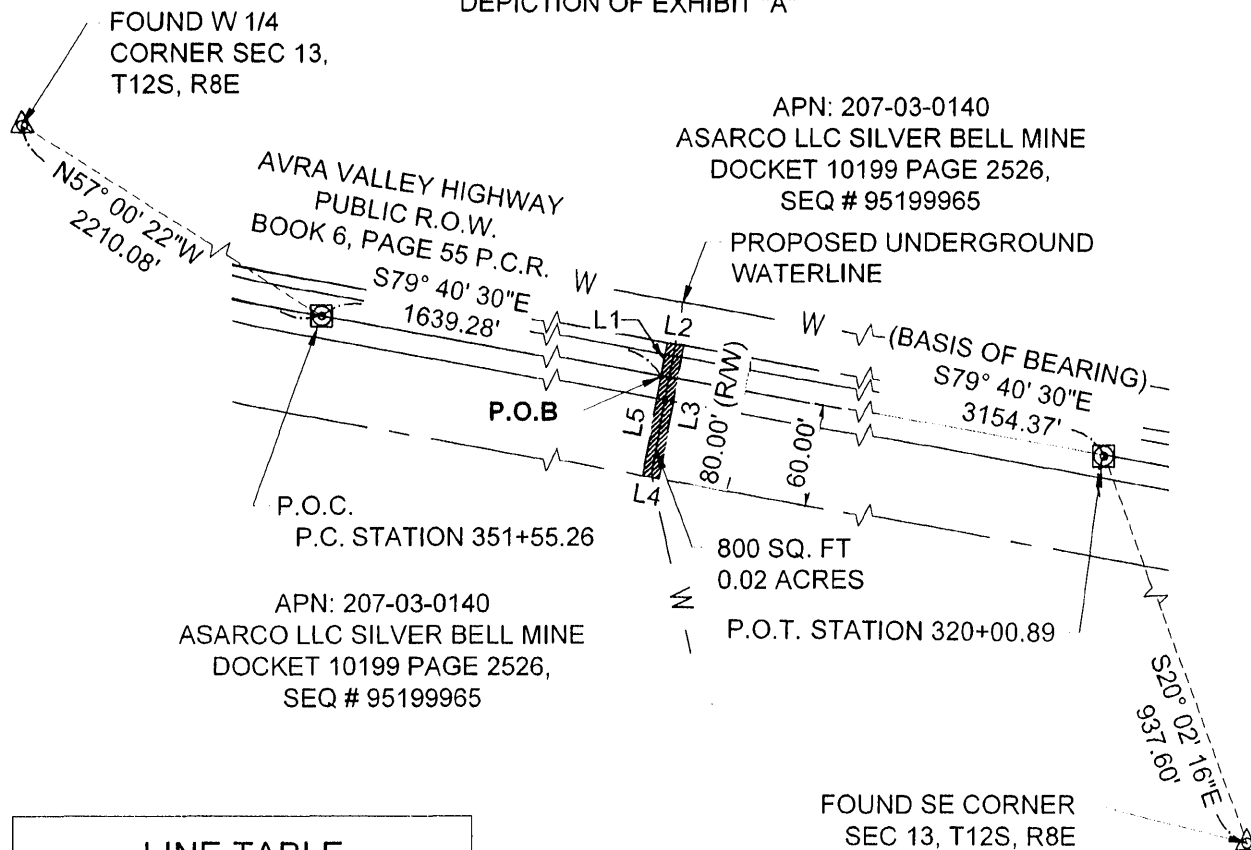 DEPICTION OF EXHIBIT "A"
FOUND W 1/4
CORNER SEC 13,
T12S, R8E
APN: 207-03-0140
ASARCO LLC SILVER BELL MINE
DOCKET 10199 PAGE 2526,
SEQ # 95199965
N57° 00' 22"W
2210.08'
AVRA VALLEY HIGHWAY
PUBLIC R.O.W.
BOOK 6, PAGE 55 P.C.R.
S79° 40' 30"E
1639.28'
W
PROPOSED UNDERGROUND
WATERLINE
W
(BASIS OF BEARING)
S79° 40' 30"E
3154.37'
L1
L2
P.O.B
L5
L3
80.00' (R/W)
60.00'
L4
P.O.C.
P.C. STATION 351+55.26
800 SQ. FT
0.02 ACRES
W
P.O.T. STATION 320+00.89
APN: 207-03-0140
ASARCO LLC SILVER BELL MINE
DOCKET 10199 PAGE 2526,
SEQ # 95199965
S20° 02' 16"E
937.60'
FOUND SE CORNER
SEC 13, T12S, R8E
LINE TABLE